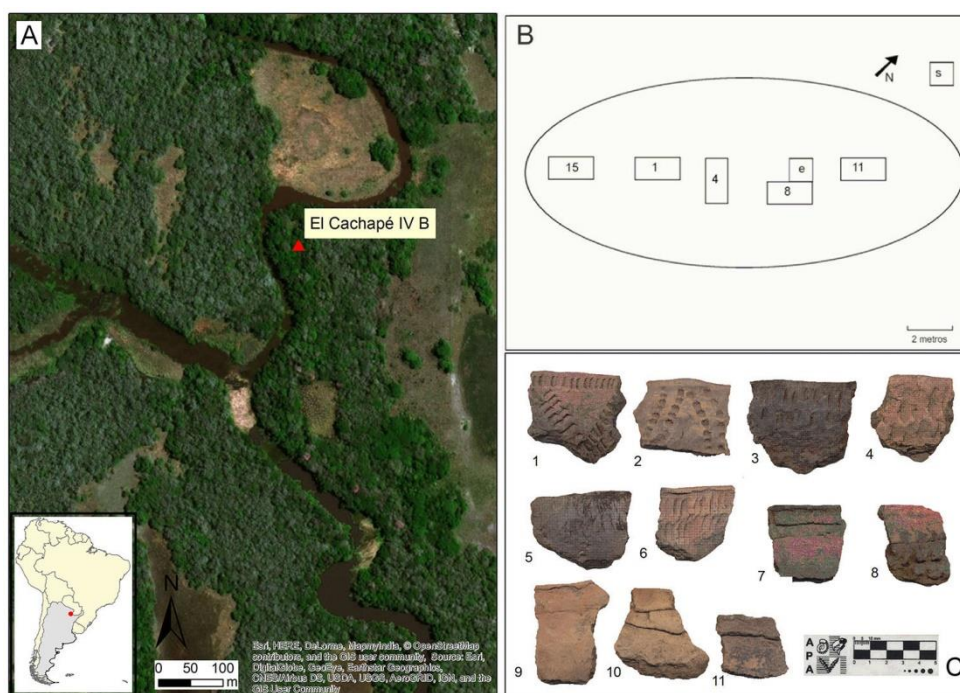 A
El Cachapé IV B
N
0 50 100
m
Esri, HERE, DeLorme, MapmyIndia, © OpenStreetMap
contributors, and the GIS user community, Source: Esri,
DigitalGlobe, GeoEye, Earthstar Geographics,
CNES/Airbus DS, USDA, USGS, AeroGRID, IGN, and the
GIS User Community
B
N
s
15
1
4
e
8
11
2 metros
1
2
3
4
5
6
7
8
9
10
11
A
P
A
C